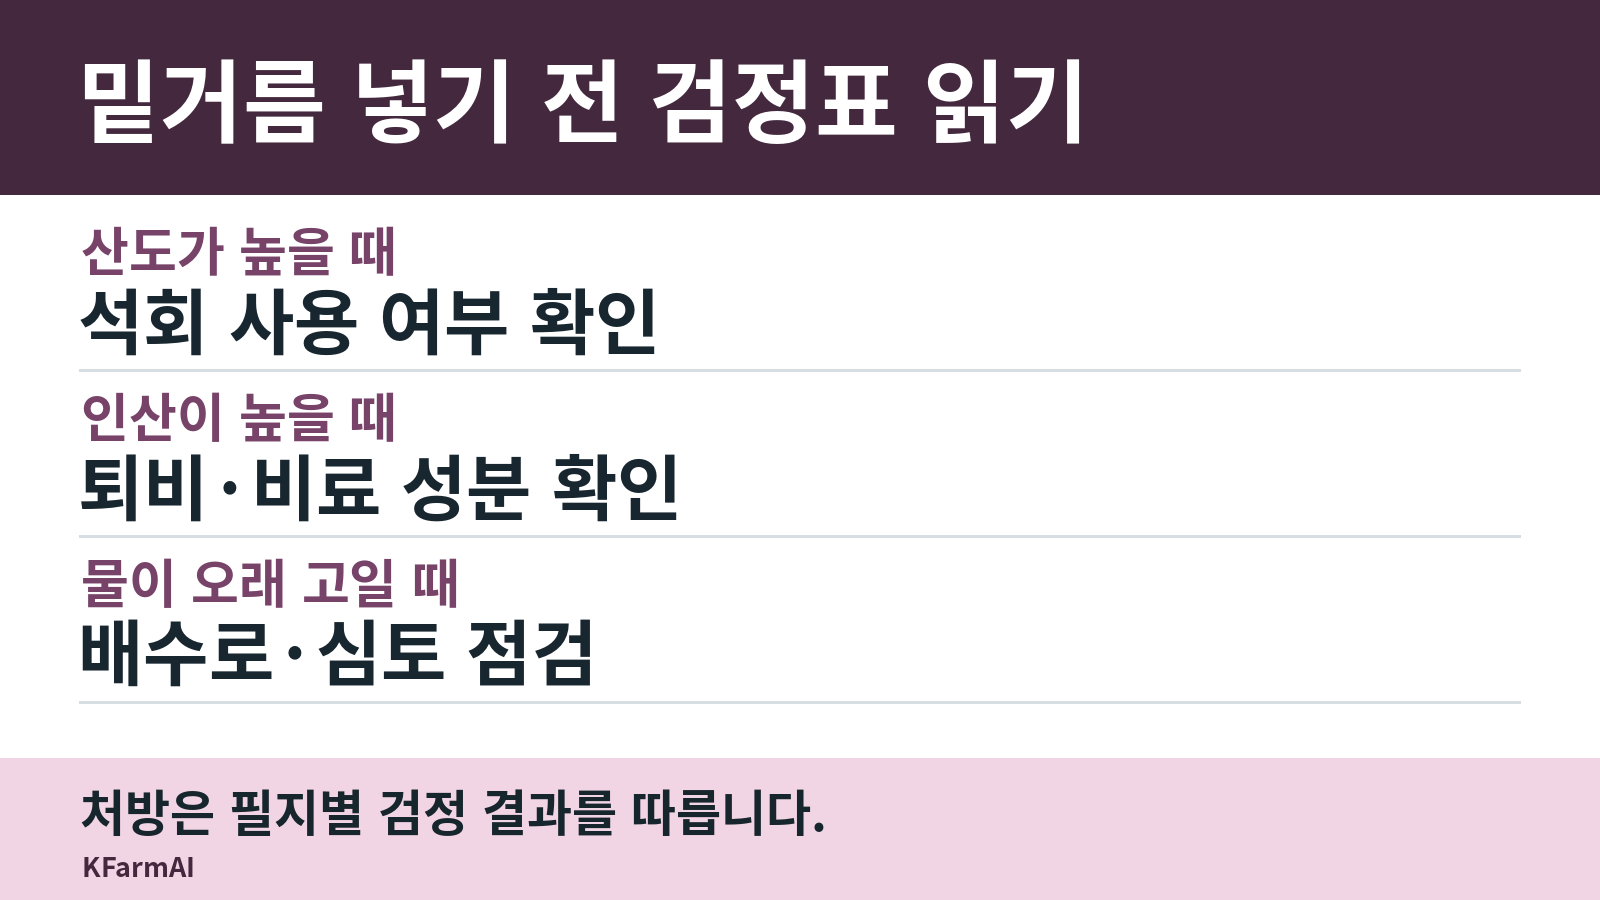 밑거름 넣기 전 검정표 읽기
산도가 높을 때
석회 사용 여부 확인
인산이 높을 때
퇴비·비료 성분 확인
물이 오래 고일 때
배수로·심토 점검
처방은 필지별 검정 결과를 따릅니다.
KFarmAI